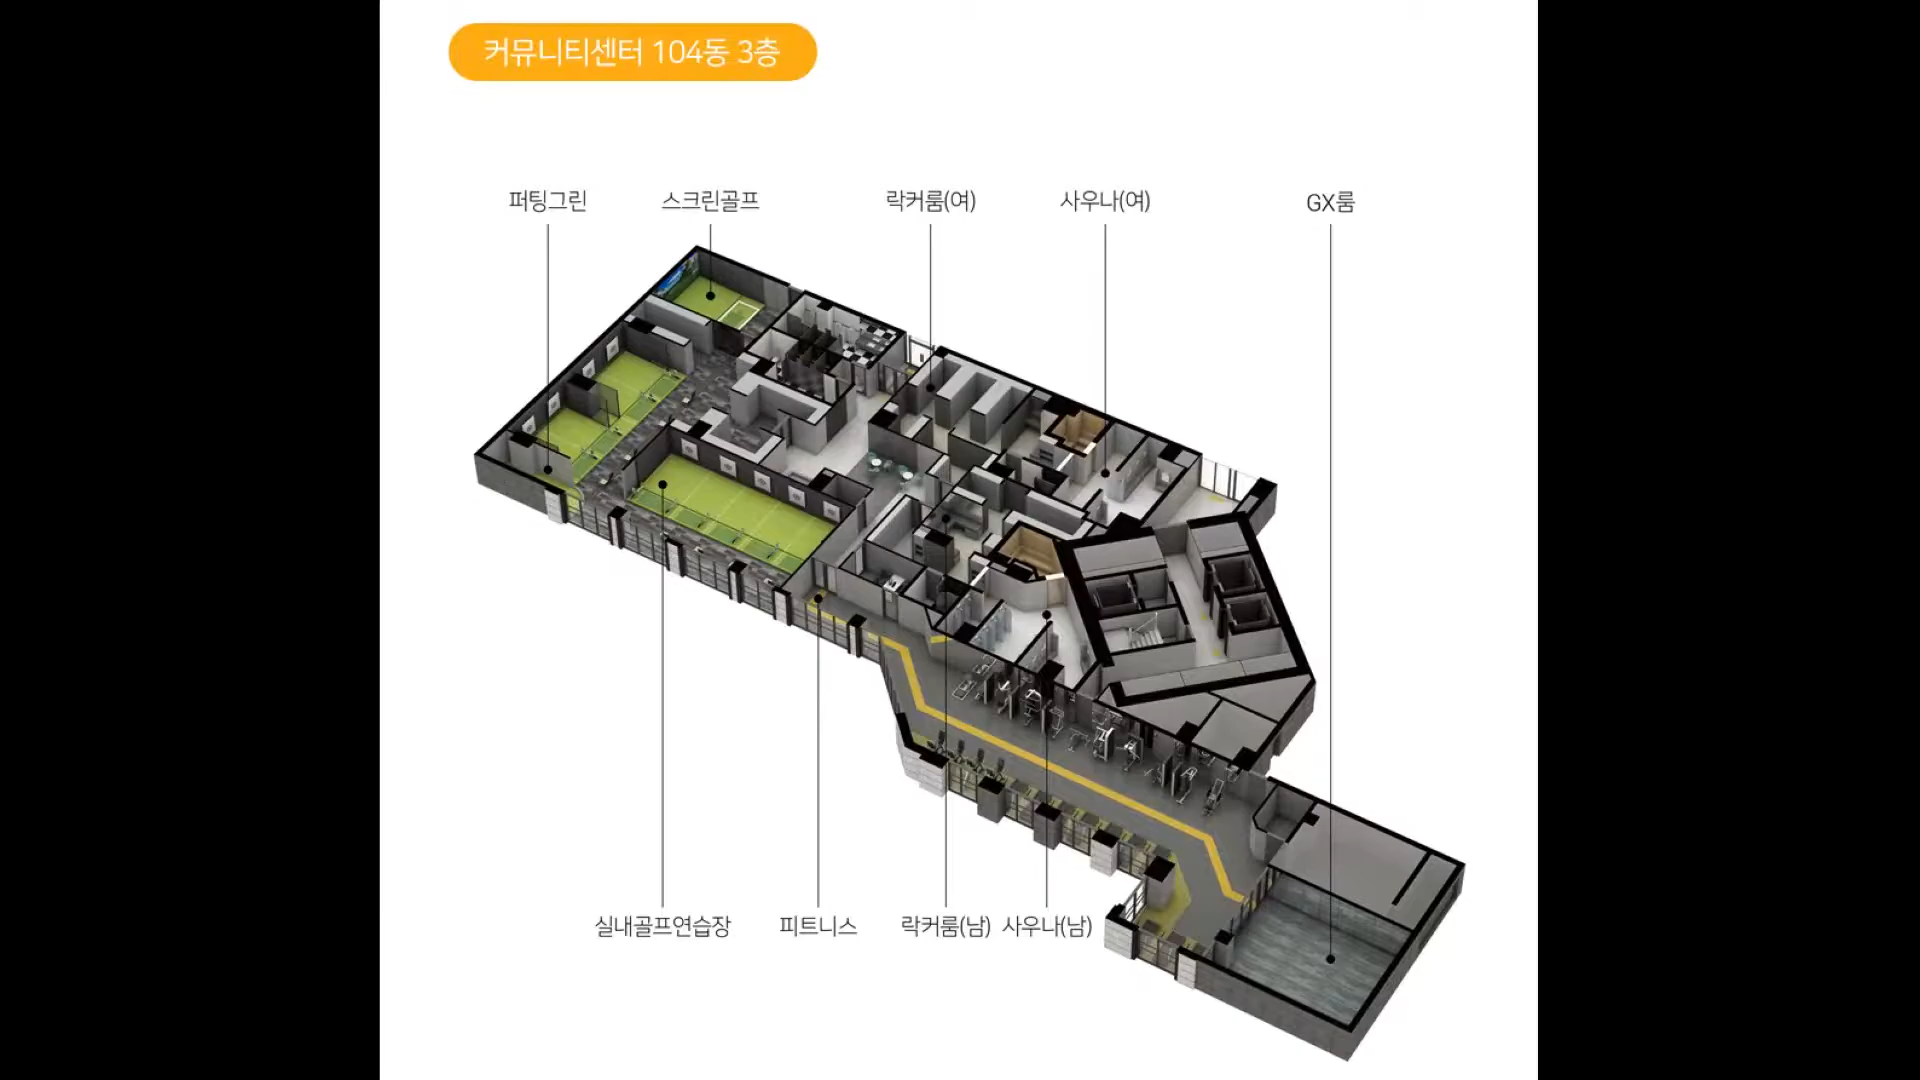 커뮤니티센터 104동 3층
퍼팅그린
스크린골프
락커룸(여)
사우나(여)
GX룸
실내골프연습장
피트니스
락커룸(남)
사우나(남)